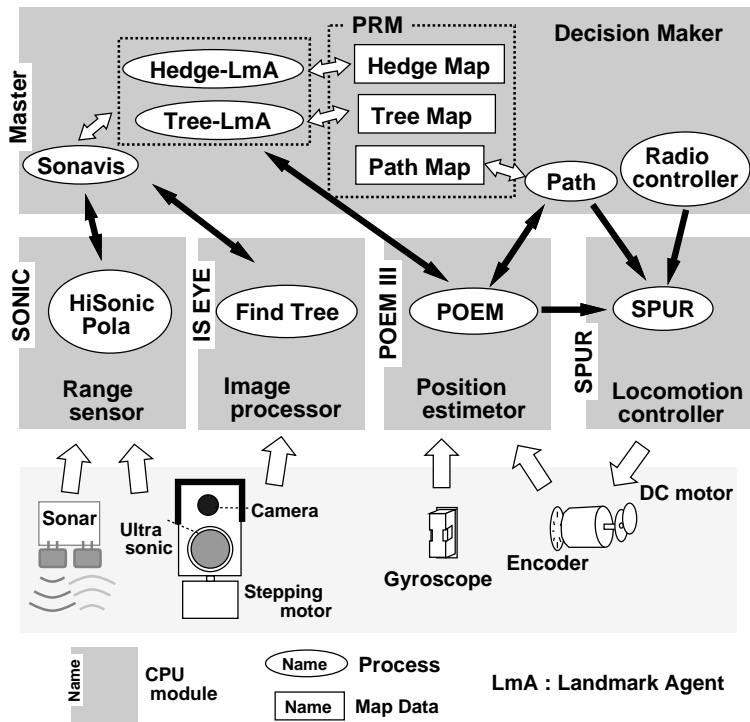 PRM
Decision Maker
Master
Hedge-LmA
Hedge Map
Tree-LmA
Tree Map
Sonavis
Path Map
Path
Radio
controller
SONIC
HiSonic
Pola
IS EYE
Find Tree
POEM III
POEM
SPUR
SPUR
Range
sensor
Image
processor
Position
estimetor
Locomotion
controller
Sonar
Ultra
sonic
Camera
Stepping
motor
Gyroscope
Encoder
DC motor
Name
CPU
module
Name
Process
Name
Map Data
LmA : Landmark Agent